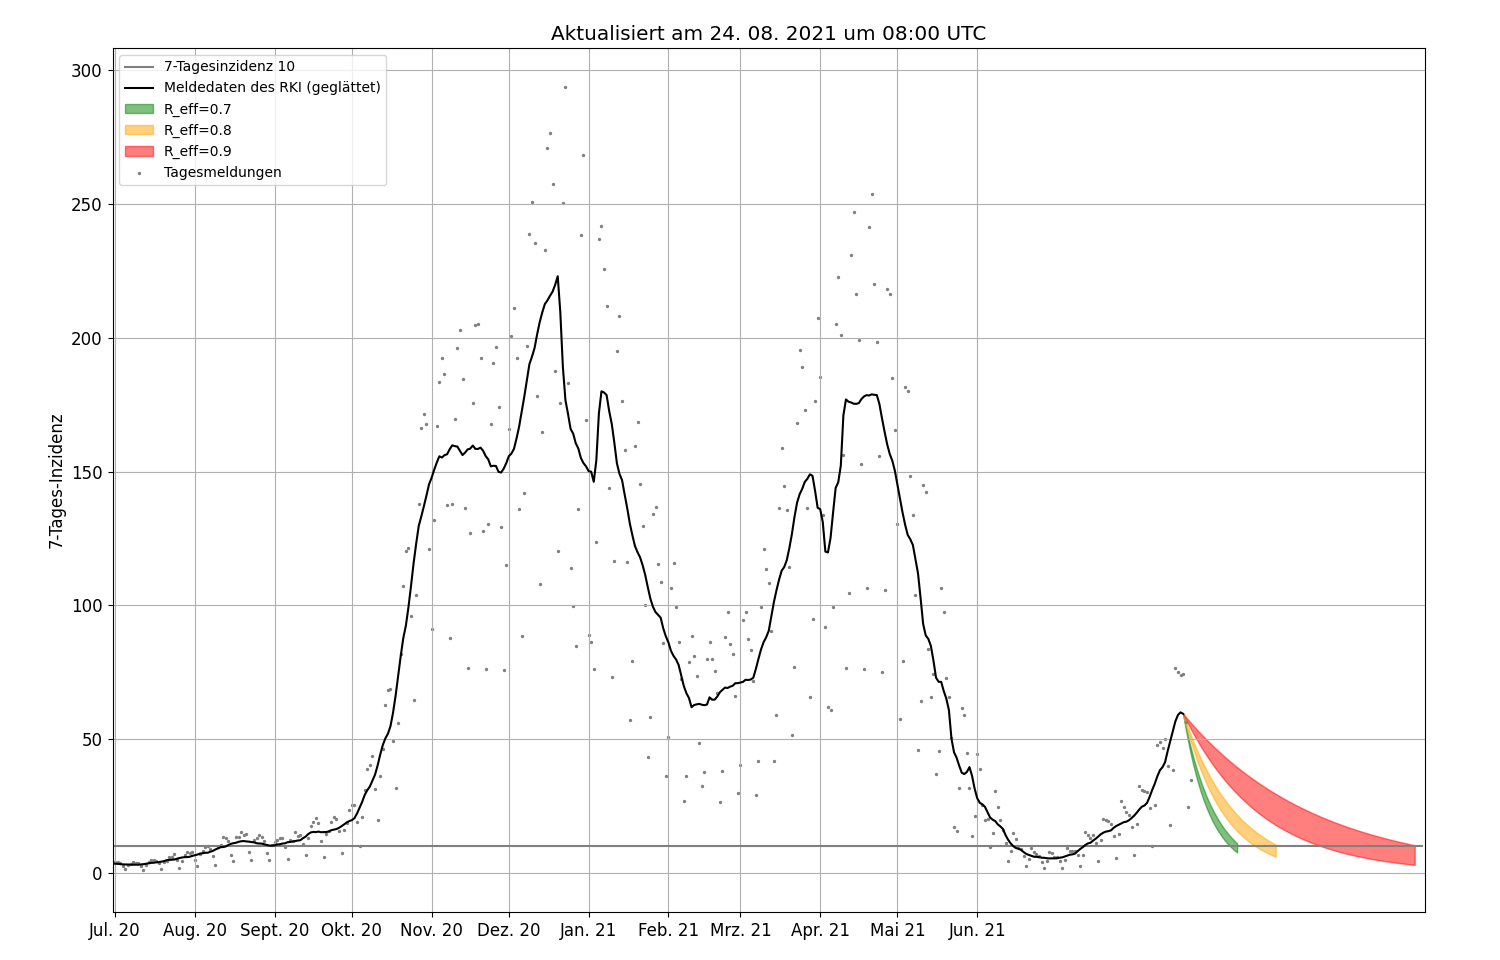 Aktualisiert am 24. 08. 2021 um 08:00 UTC
7-Tagesinzidenz 10
Meldedaten des RKI (geglättet)
R_eff=0.7
R_eff=0.8
R_eff=0.9
Tagesmeldungen
7-Tages-Inzidenz
300
250
200
150
100
50
0
Jul. 20 Aug. 20 Sept. 20 Okt. 20 Nov. 20 Dez. 20 Jan. 21 Feb. 21 Mrz. 21 Apr. 21 Mai 21 Jun. 21